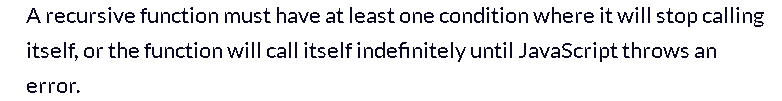 A recursive function must have at least one condition where it will stop calling
itself, or the function will call itself indefinitely until JavaScript throws an
error.